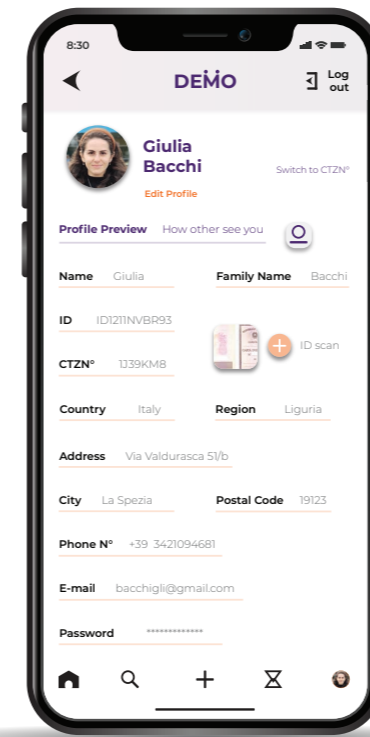 8:30
DEMO
Log out
Giulia
Bacchi
Switch to CTZN°
Edit Profile
Profile Preview How other see you
Name Giulia Family Name Bacchi
ID ID1211NVBR93
ID scan
CTZN° 1J39KM8
Country Italy Region Liguria
Address Via Valdurasca 51/b
City La Spezia Postal Code 19123
Phone N° +39 3421094681
E-mail bacchigli@gmail.com
Password *************